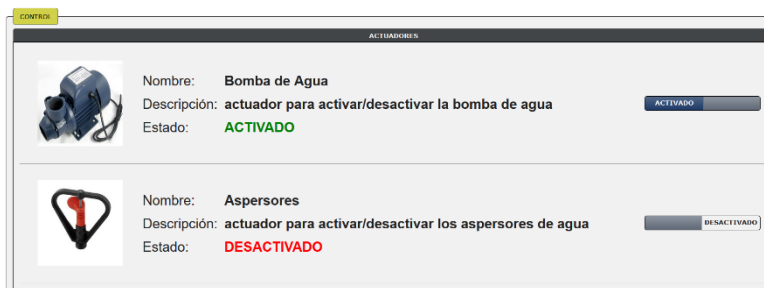 CONTROL
ACTUADORES
Nombre: Bomba de Agua
Descripción: actuador para activar/desactivar la bomba de agua
ACTIVADO
Estado: ACTIVADO
Nombre: Aspersores
Descripción: actuador para activar/desactivar los aspersores de agua
DESACTIVADO
Estado: DESACTIVADO